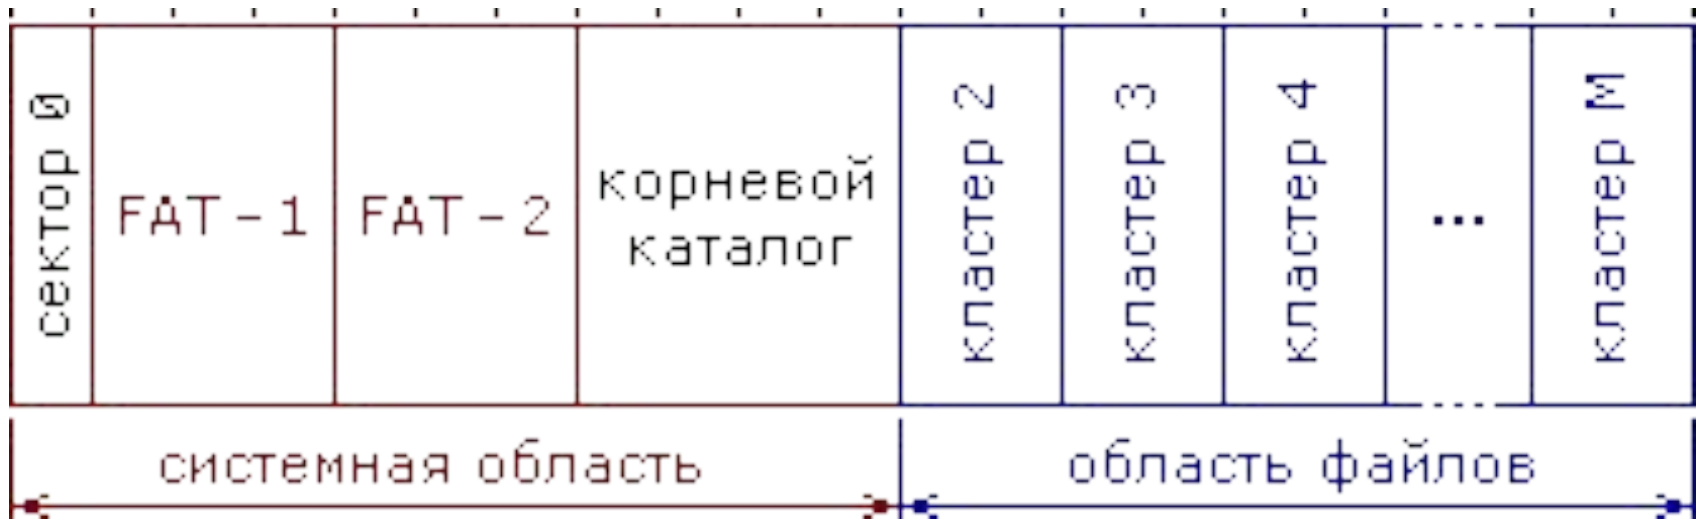 сектор 0
FAT-1
FAT-2
корневой
каталог
кластер 2
кластер 3
кластер 4
...
кластер M
системная область
область файлов